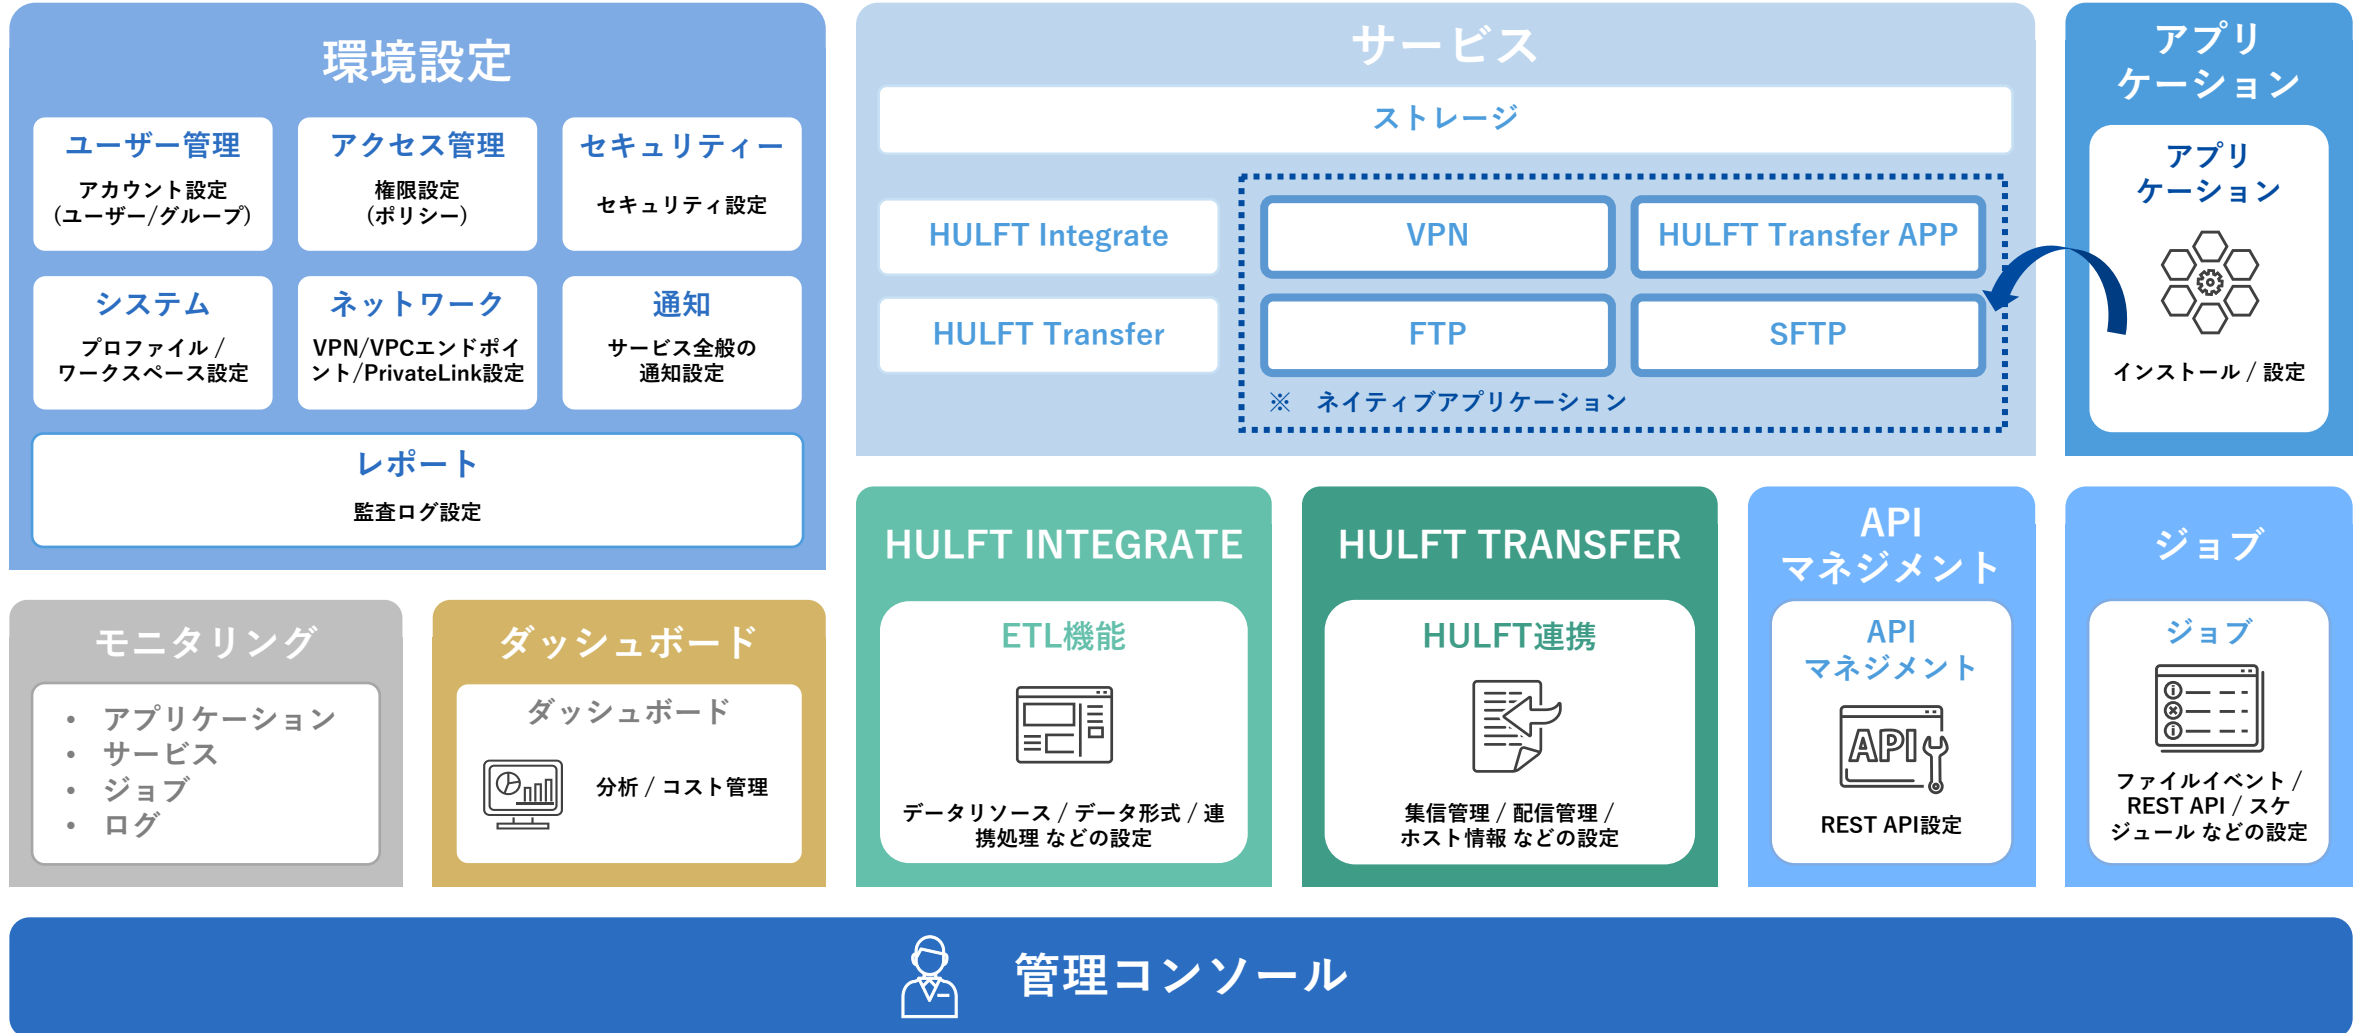 環境設定
ユーザー管理
アカウント設定
(ユーザー/グループ)
アクセス管理
権限設定
(ポリシー)
セキュリティー
セキュリティ設定
システム
プロファイル /
ワークスペース設定
ネットワーク
VPN/VPCエンドポイ
ント/PrivateLink設定
通知
サービス全般の
通知設定
レポート
監査ログ設定
サービス
ストレージ
HULFT Integrate
VPN
HULFT Transfer APP
HULFT Transfer
FTP
SFTP
※ ネイティブアプリケーション
アプリ
ケーション
アプリ
ケーション
インストール / 設定
モニタリング
• アプリケーション
• サービス
• ジョブ
• ログ
ダッシュボード
ダッシュボード
分析 / コスト管理
HULFT INTEGRATE
ETL機能
データリソース / データ形式 / 連
携処理 などの設定
HULFT TRANSFER
HULFT連携
集信管理 / 配信管理 /
ホスト情報 などの設定
API
マネジメント
API
マネジメント
API
REST API設定
ジョブ
ジョブ
ファイルイベント /
REST API / スケ
ジュール などの設定
管理コンソール